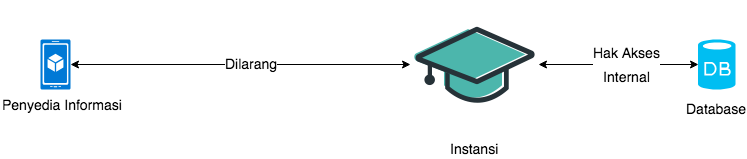 Dilarang
Hak Akses
Internal
DB
Penyedia Informasi
Database
Instansi